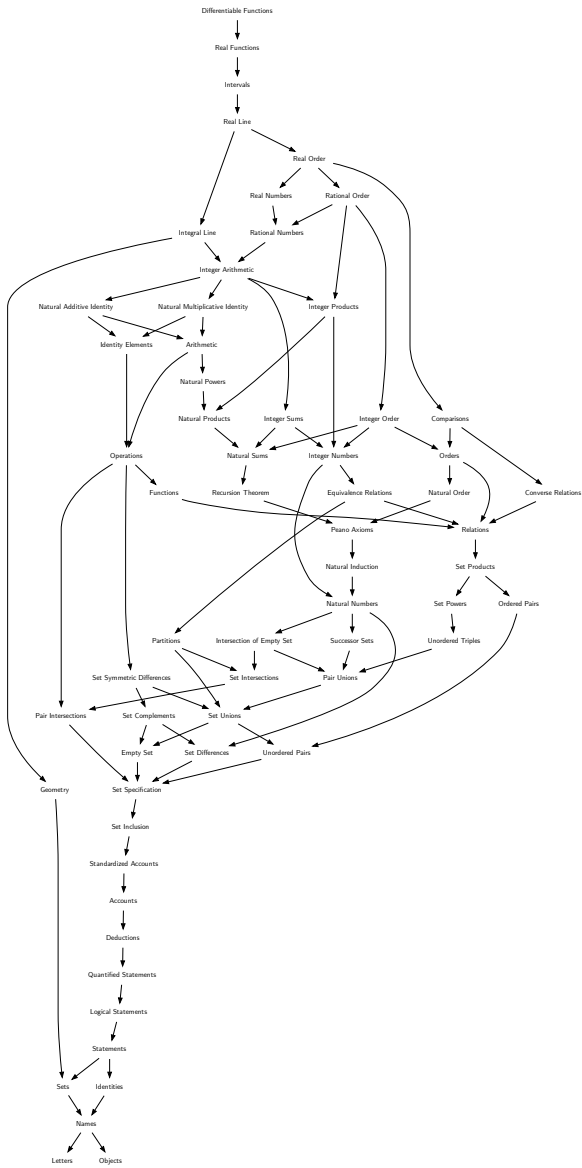 Differentiable Functions
Real Functions
Intervals
Real Line
Real Order
Real Numbers Rational Order
Integral Line Rational Numbers
Integer Arithmetic
Natural Additive Identity Natural Multiplicative Identity Integer Products
Identity Elements Arithmetic
Natural Powers
Natural Products Integer Sums Integer Order Comparisons
Operations Natural Sums Integer Numbers Orders
Functions Recursion Theorem Equivalence Relations Natural Order Converse Relations
Peano Axioms Relations
Natural Induction Set Products
Natural Numbers Set Powers Ordered Pairs
Partitions Intersection of Empty Set Successor Sets Unordered Triples
Set Symmetric Differences Set Intersections Pair Unions
Pair Intersections Set Complements Set Unions
Empty Set Set Differences Unordered Pairs
Geometry Set Specification
Set Inclusion
Standardized Accounts
Accounts
Deductions
Quantified Statements
Logical Statements
Statements
Sets Identities
Names
Letters Objects